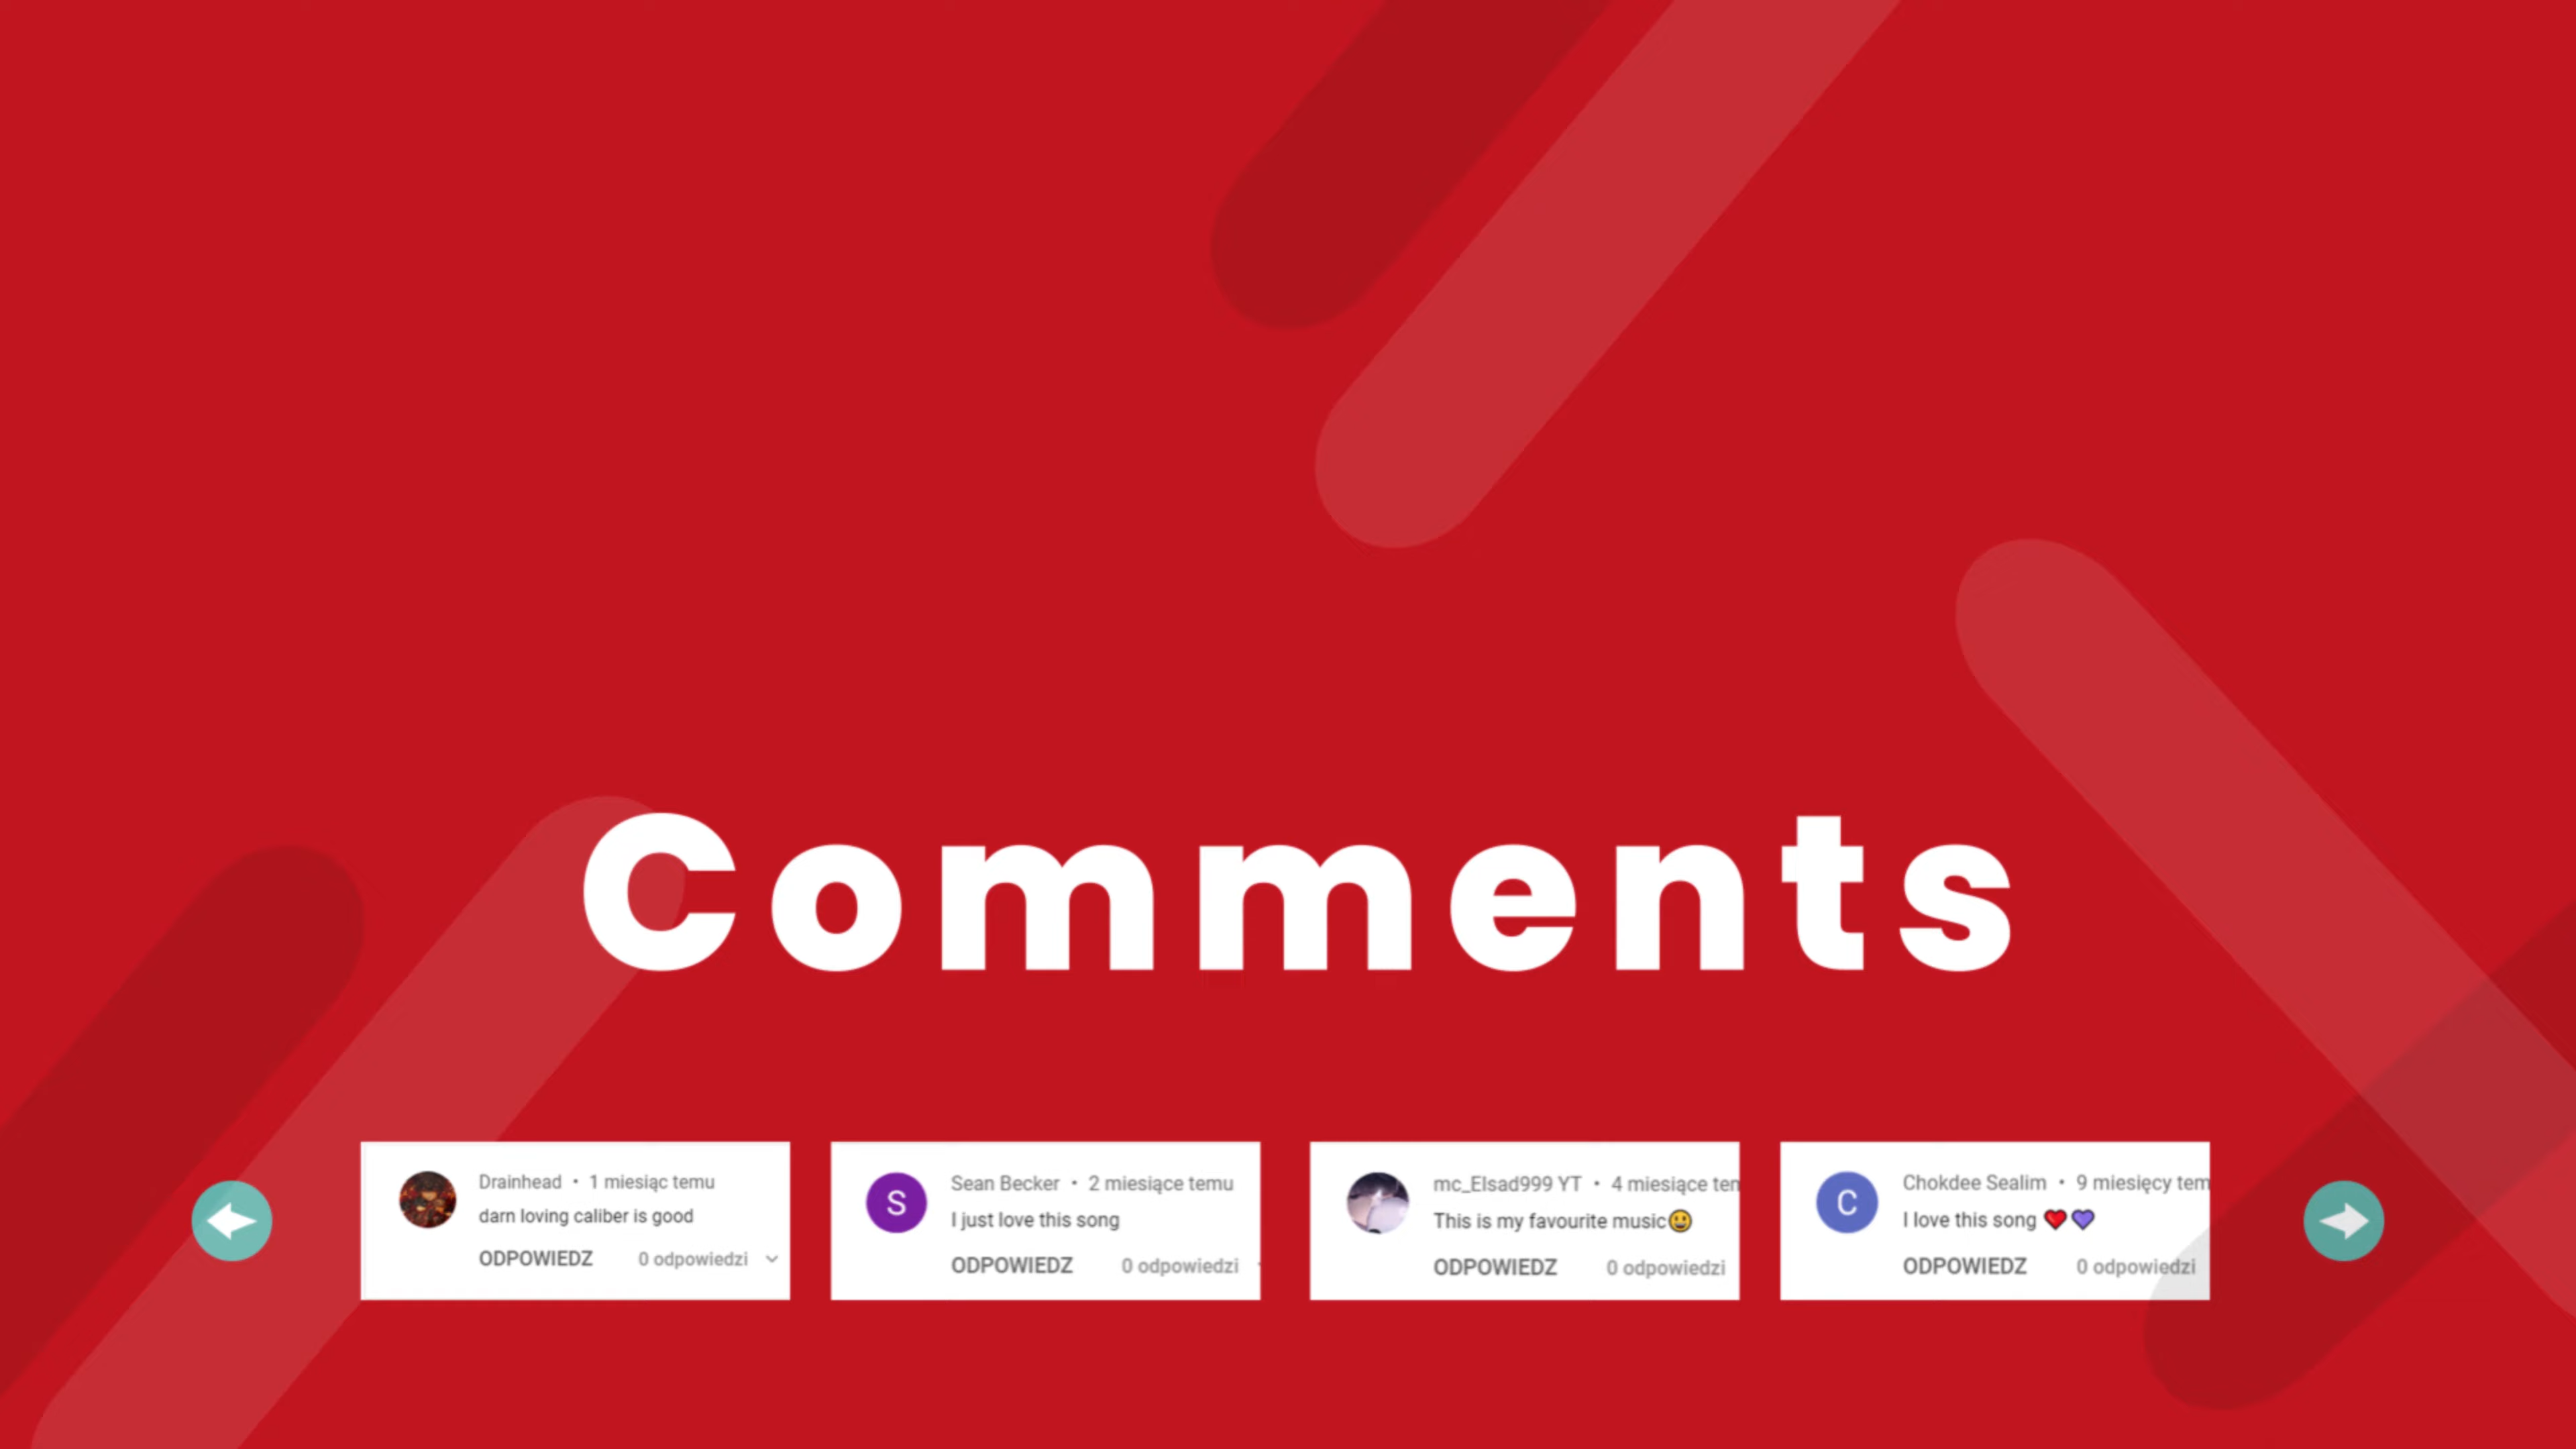 Comments
Drainhead • 1 miesiąc temu
darn loving caliber is good
ODPOWIEDZ 0 odpowiedzi
S
Sean Becker • 2 miesiące temu
I just love this song
ODPOWIEDZ 0 odpowiedzi
mc_Elsad999 YT • 4 miesiące tem
This is my favourite music😃
ODPOWIEDZ 0 odpowiedzi
C
Chokdee Sealim • 9 miesięcy tem
I love this song ❤️💜
ODPOWIEDZ 0 odpowiedzi